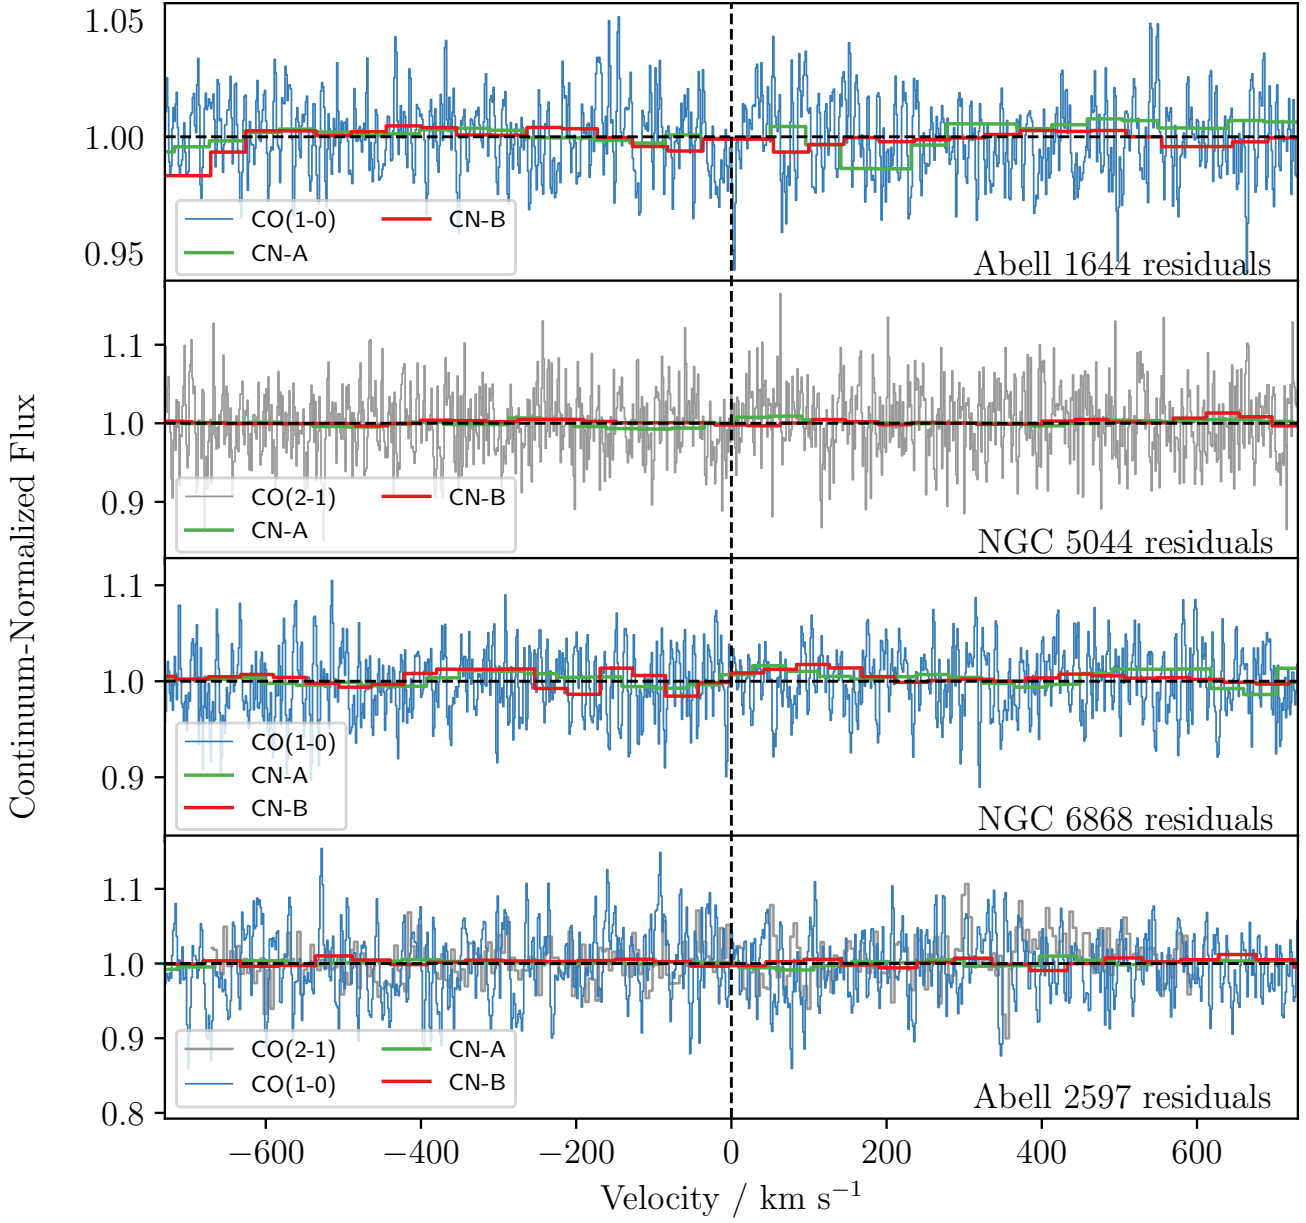 Continuum-Normalized Flux
1.05
1.00
0.95
CO(1-0)
CN-A
CN-B
Abell 1644 residuals
1.1
1.0
0.9
CO(2-1)
CN-A
CN-B
NGC 5044 residuals
1.1
1.0
0.9
CO(1-0)
CN-A
CN-B
NGC 6868 residuals
1.1
1.0
0.9
0.8
CO(2-1)
CO(1-0)
CN-A
CN-B
Abell 2597 residuals
−600 −400 −200 0 200 400 600
Velocity / km s⁻¹